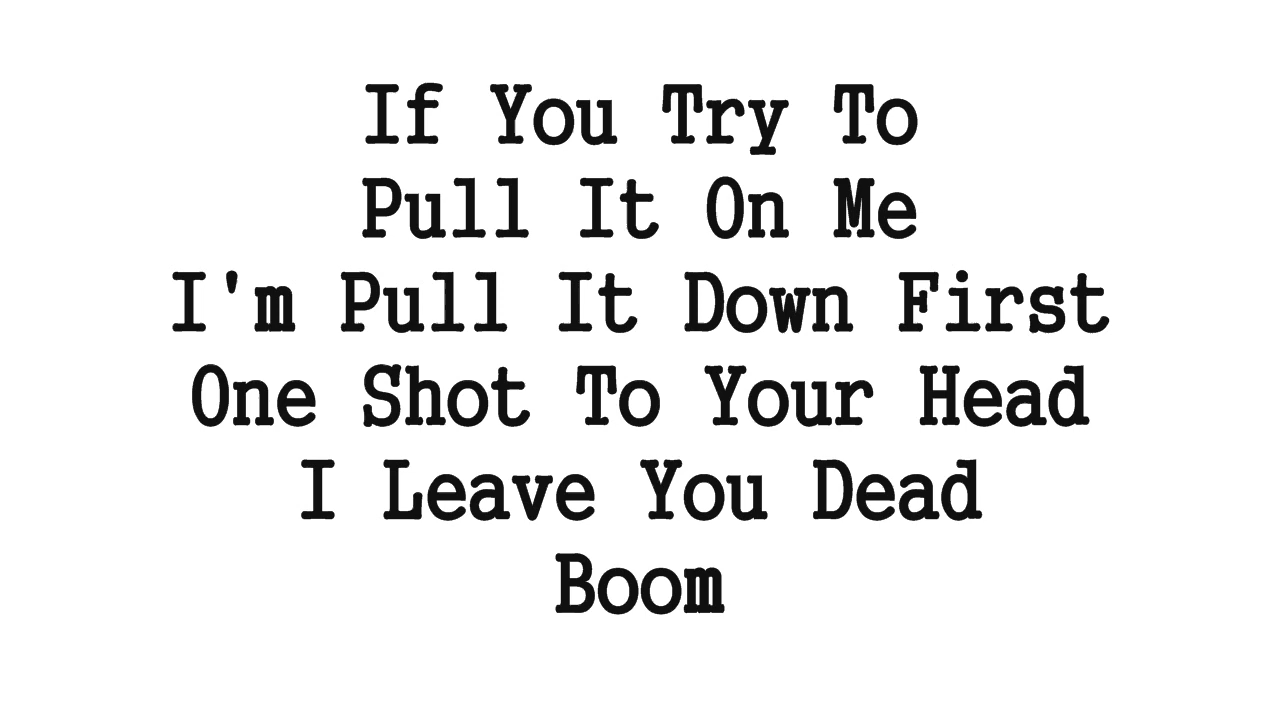 If You Try To
Pull It On Me
I'm Pull It Down First
One Shot To Your Head
I Leave You Dead
Boom